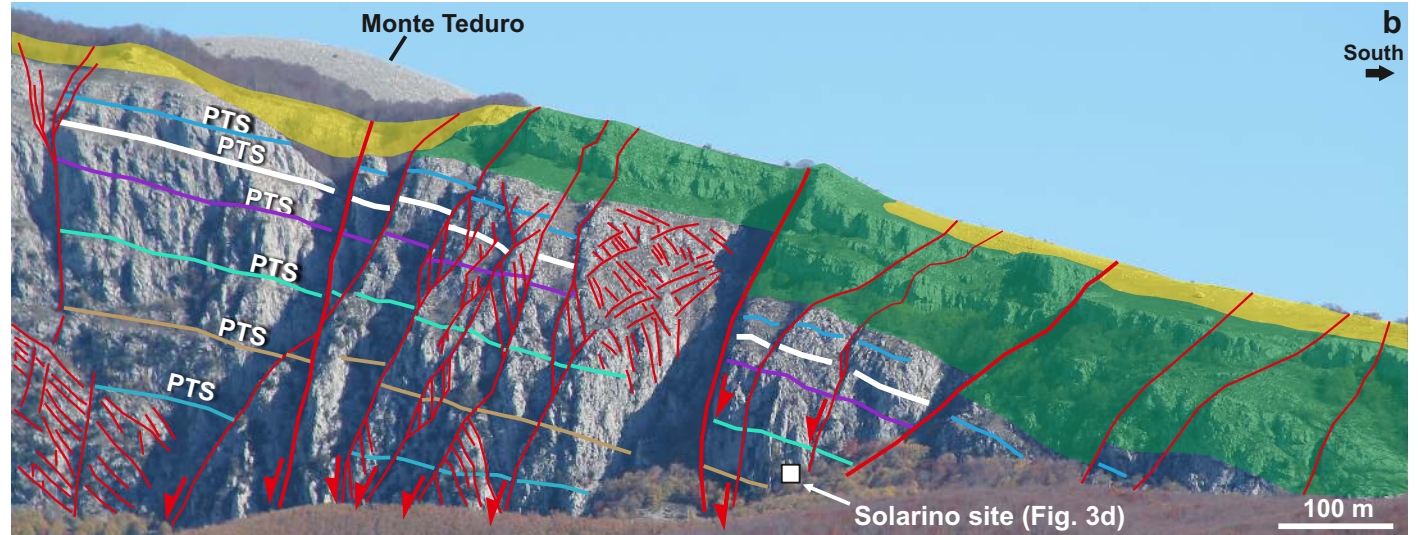 b
Monte Teduro
South
PTS
PTS
PTS
PTS
PTS
PTS
Solarino site (Fig. 3d)
100 m